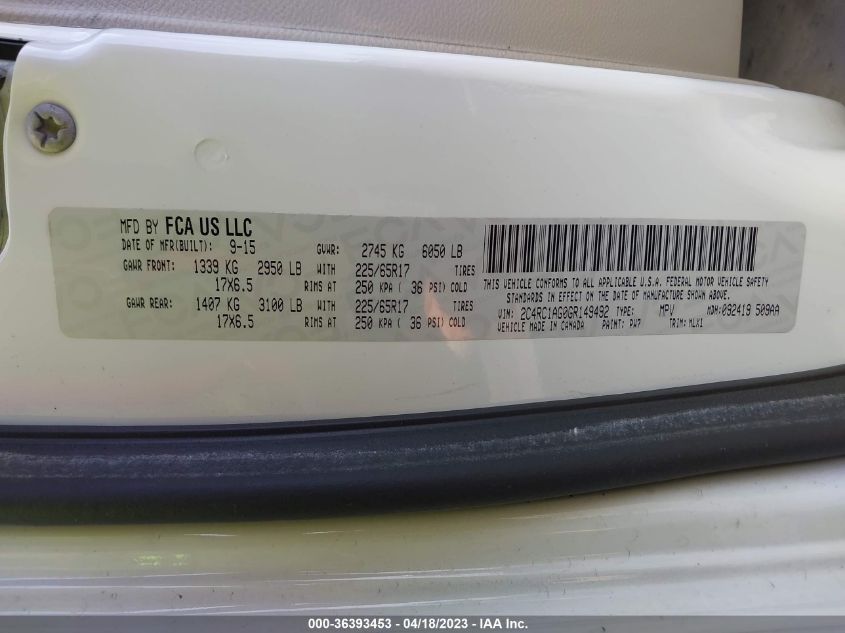 MFD BY FCA US LLC
DATE OF MFR(BUILT): 9-15 GVWR: 2745 KG 6050 LB
GAWR FRONT: 1339 KG 2950 LB WITH 225/65R17 TIRES
17X6.5 RIMS AT 250 KPA ( 36 PSI) COLD
GAWR REAR: 1407 KG 3100 LB WITH 225/65R17 TIRES
17X6.5 RIMS AT 250 KPA ( 36 PSI) COLD
THIS VEHICLE CONFORMS TO ALL APPLICABLE U.S.A. FEDERAL MOTOR VEHICLE SAFETY
STANDARDS IN EFFECT ON THE DATE OF MANUFACTURE SHOWN ABOVE.
VIN: 2C4RC1AG0GR149492 TYPE: MPV MDH:092419 509AA
VEHICLE MADE IN CANADA PAINT: PW7 TRIM: MLK1
000-36393453 - 04/18/2023 - IAA Inc.